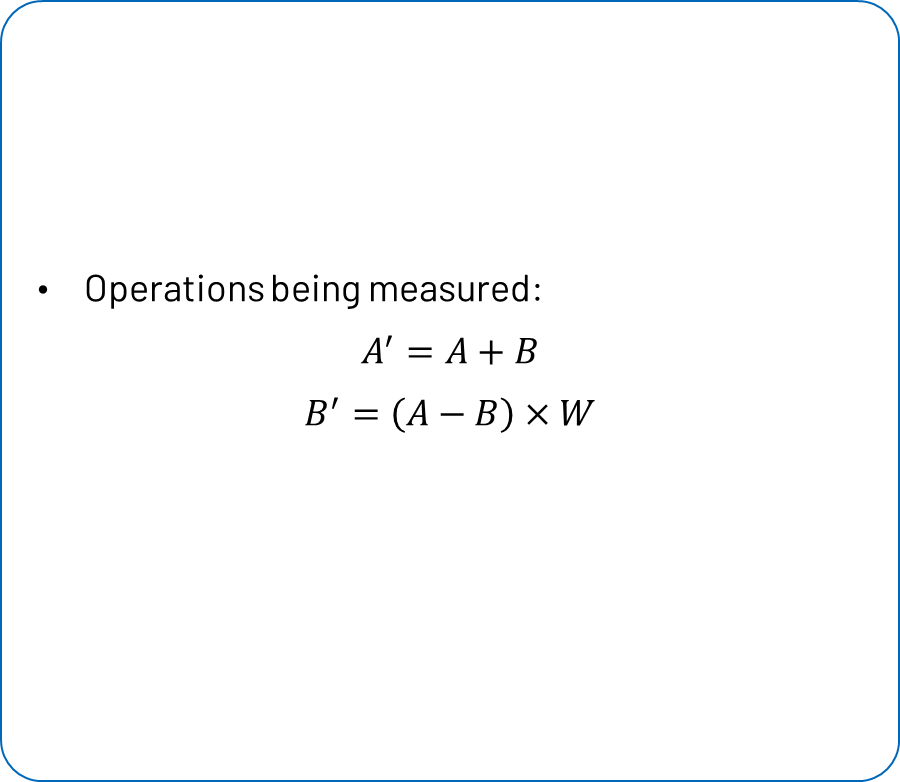 • Operations being measured:
A′ = A + B
B′ = (A − B) × W